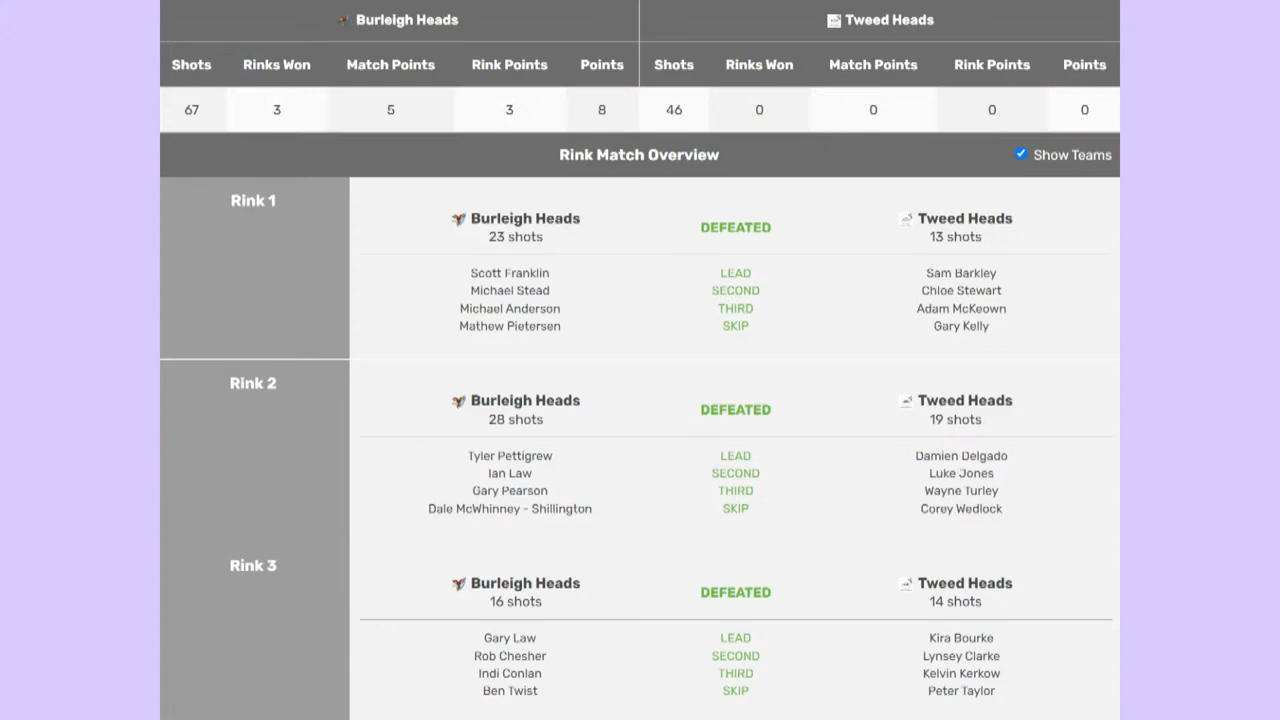 Burleigh Heads Tweed Heads
Shots Rinks Won Match Points Rink Points Points Shots Rinks Won Match Points Rink Points Points
67 3 5 3 8 46 0 0 0 0
Rink Match Overview Show Teams
Rink 1
Burleigh Heads DEFEATED Tweed Heads
23 shots 13 shots
Scott Franklin LEAD Sam Barkley
Michael Stead SECOND Chloe Stewart
Michael Anderson THIRD Adam McKeown
Mathew Pietersen SKIP Gary Kelly
Rink 2
Burleigh Heads DEFEATED Tweed Heads
28 shots 19 shots
Tyler Pettigrew LEAD Damien Delgado
Ian Law SECOND Luke Jones
Gary Pearson THIRD Wayne Turley
Dale McWhinney - Shillington SKIP Corey Wedlock
Rink 3
Burleigh Heads DEFEATED Tweed Heads
16 shots 14 shots
Gary Law LEAD Kira Bourke
Rob Chesher SECOND Lynsey Clarke
Indi Conlan THIRD Kelvin Kerkow
Ben Twist SKIP Peter Taylor